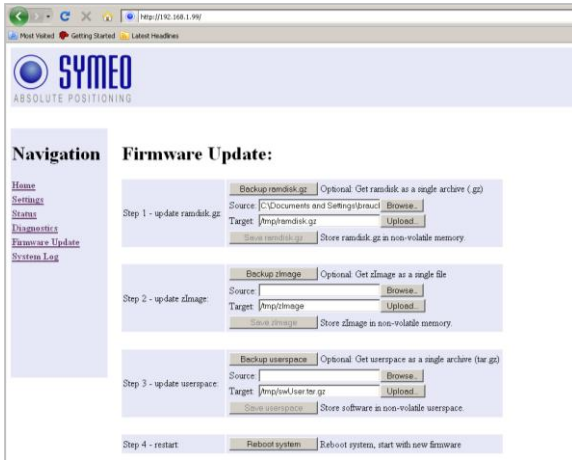 http://192.168.1.99/
Most Visited Getting Started Latest Headlines
SYMEO
ABSOLUTE POSITIONING
Navigation
Home
Settings
Status
Diagnostics
Firmware Update
System Log
Firmware Update:
Step 1 - update ramdisk.gz:
Backup ramdisk.gz Optional: Get ramdisk as a single archive (.gz)
Source: C:\Documents and Settings\braucl Browse...
Target: /tmp/ramdisk.gz Upload...
Save ramdisk.gz Store ramdisk.gz in non-volatile memory.
Step 2 - update zImage:
Backup zImage Optional: Get zImage as a single file
Source: Browse...
Target: /tmp/zImage Upload...
Save zImage Store zImage in non-volatile memory.
Step 3 - update userspace:
Backup userspace Optional: Get userspace as a single archive (tar.gz)
Source: Browse...
Target: /tmp/swUser.tar.gz Upload...
Save userspace Store software in non-volatile userspace.
Step 4 - restart: Reboot system Reboot system, start with new firmware